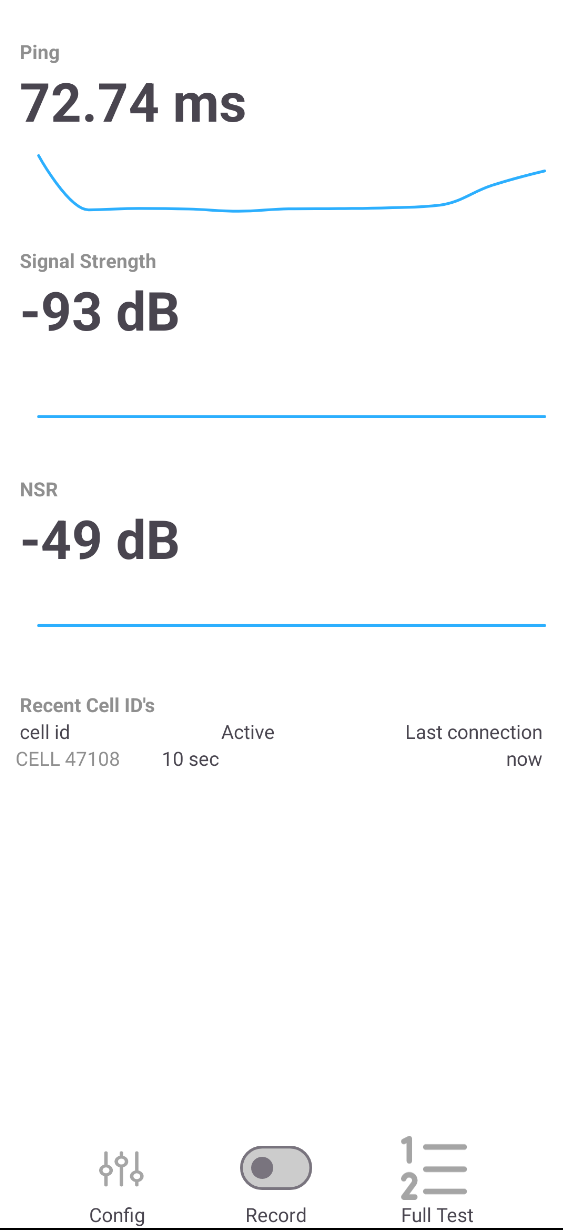 Ping
72.74 ms
Signal Strength
-93 dB
NSR
-49 dB
Recent Cell ID's
cell id Active Last connection
CELL 47108 10 sec now
1
2
Config Record Full Test